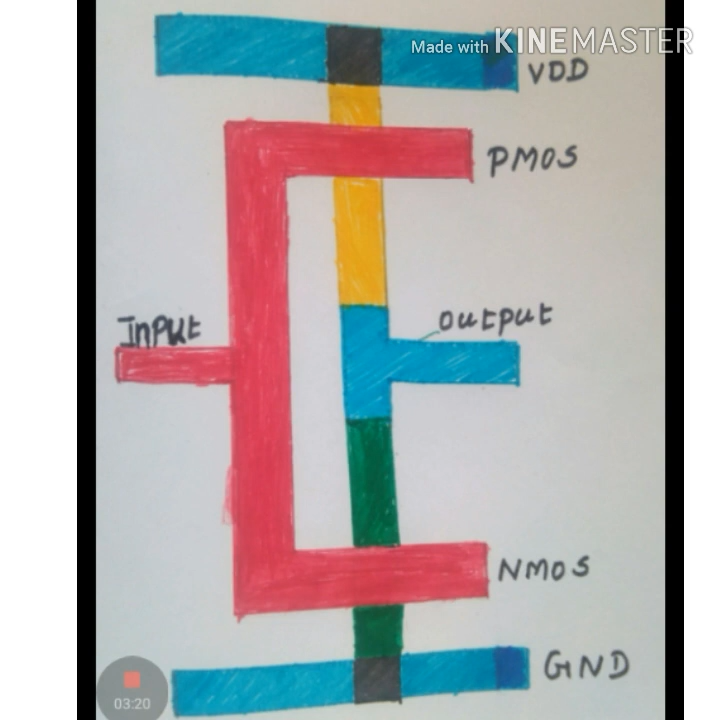 Made with KINEMASTER
VDD
PMOS
Input
output
NMOS
GND
03:20